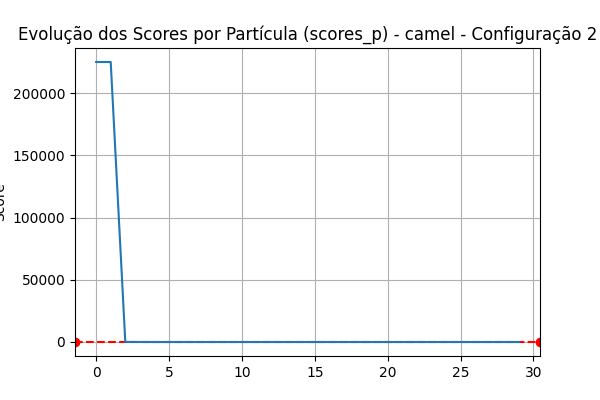 Evolução dos Scores por Partícula (scores_p) - camel - Configuração 2
Score
200000
150000
100000
50000
0
0 5 10 15 20 25 30